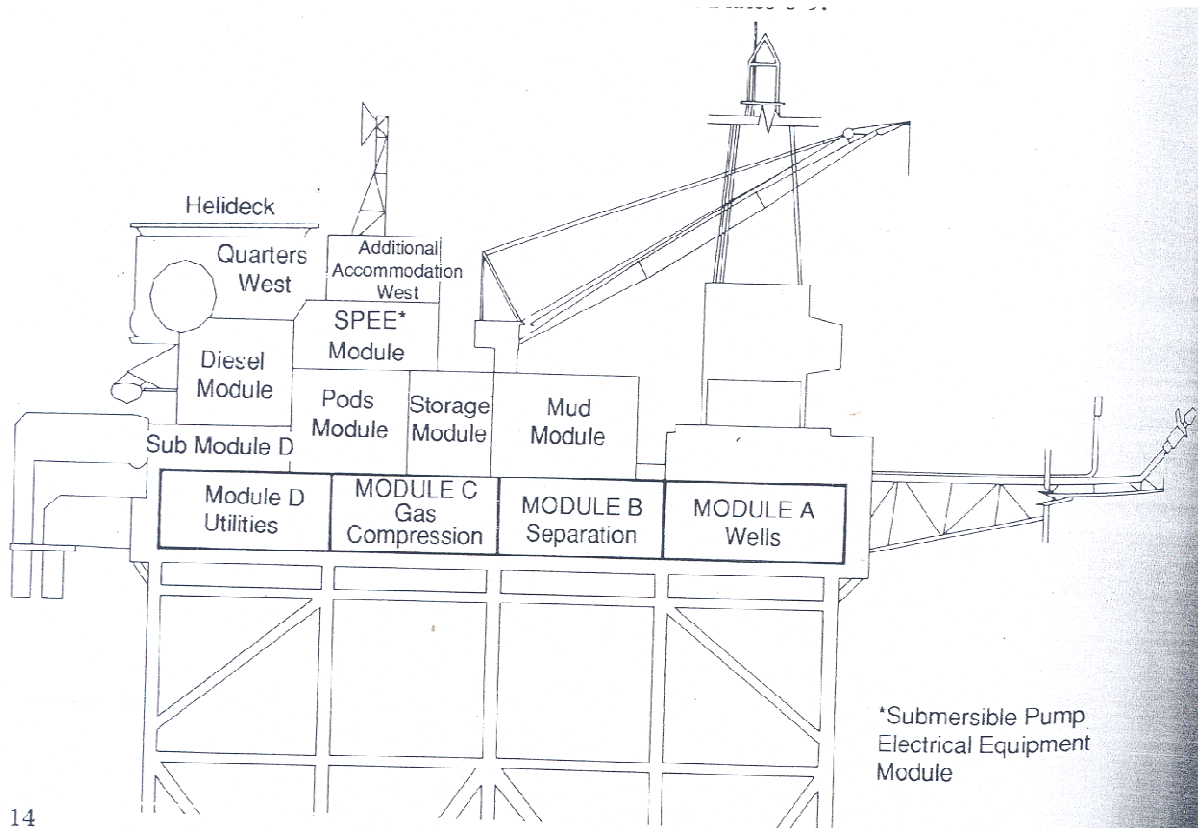 Helideck
Quarters
West
Additional
Accommodation
West
SPEE*
Module
Diesel
Module
Pods
Module
Storage
Module
Mud
Module
Sub Module D
Module D
Utilities
MODULE C
Gas
Compression
MODULE B
Separation
MODULE A
Wells
*Submersible Pump
Electrical Equipment
Module
14